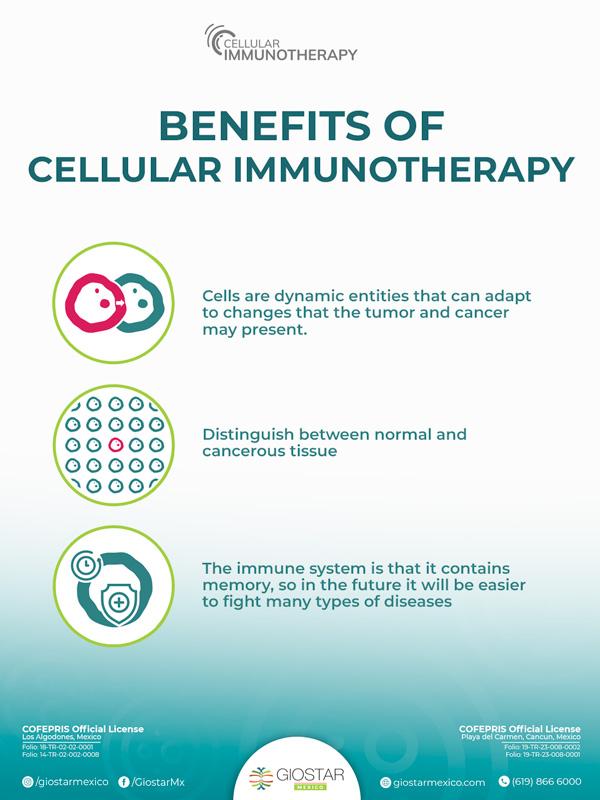 CELLULAR
IMMUNOTHERAPY
BENEFITS OF
CELLULAR IMMUNOTHERAPY
Cells are dynamic entities that can adapt
to changes that the tumor and cancer
may present.
Distinguish between normal and
cancerous tissue
The immune system is that it contains
memory, so in the future it will be easier
to fight many types of diseases
COFEPRIS Official License
Los Algodones, Mexico
Folio: 18-TR-02-02-0001
Folio: 14-TR-02-002-0008
/giostarmexico
/GiostarMx
GIOSTAR
MEXICO
COFEPRIS Official License
Playa del Carmen, Cancun, Mexico
Folio: 19-TR-23-008-0002
Folio: 19-TR-23-008-0001
giostarmexico.com
(619) 866 6000